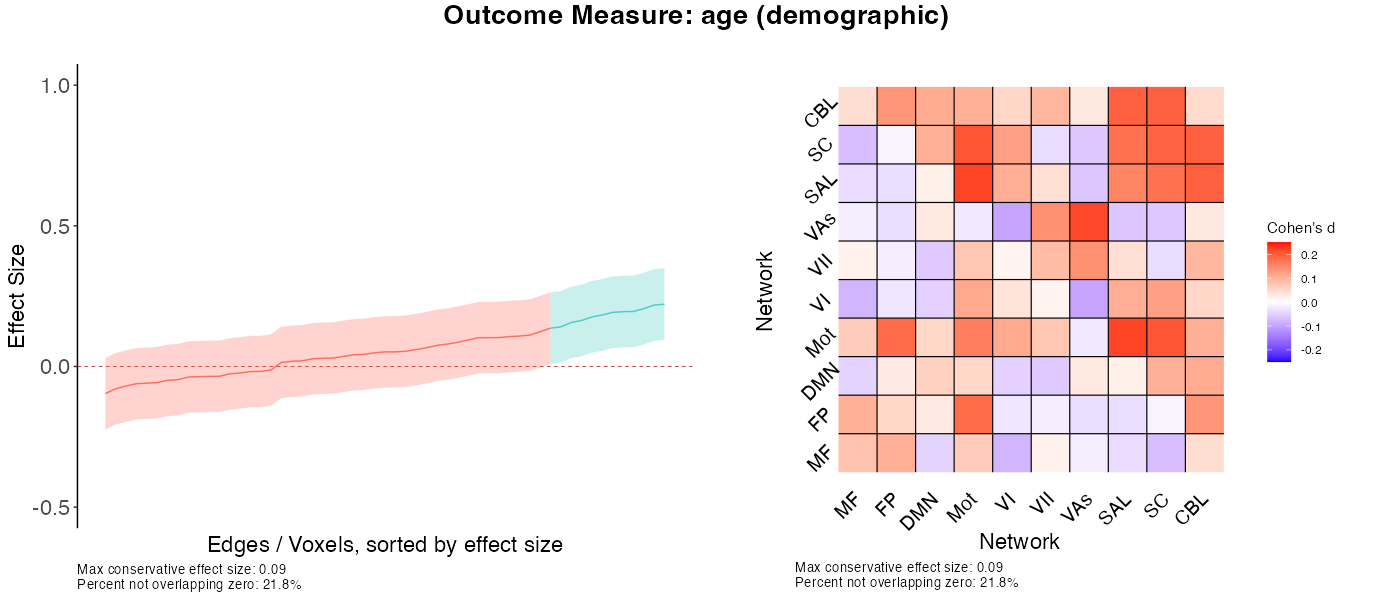 Outcome Measure: age (demographic)
1.0
0.5
0.0
-0.5
Effect Size
Edges / Voxels, sorted by effect size
Max conservative effect size: 0.09
Percent not overlapping zero: 21.8%
Network
CBL
SC
SAL
VAs
VII
VI
Mot
DMN
FP
MF
MF FP DMN Mot VI VII VAs SAL SC CBL
Network
Max conservative effect size: 0.09
Percent not overlapping zero: 21.8%
Cohen's d
0.2
0.1
0.0
-0.1
-0.2